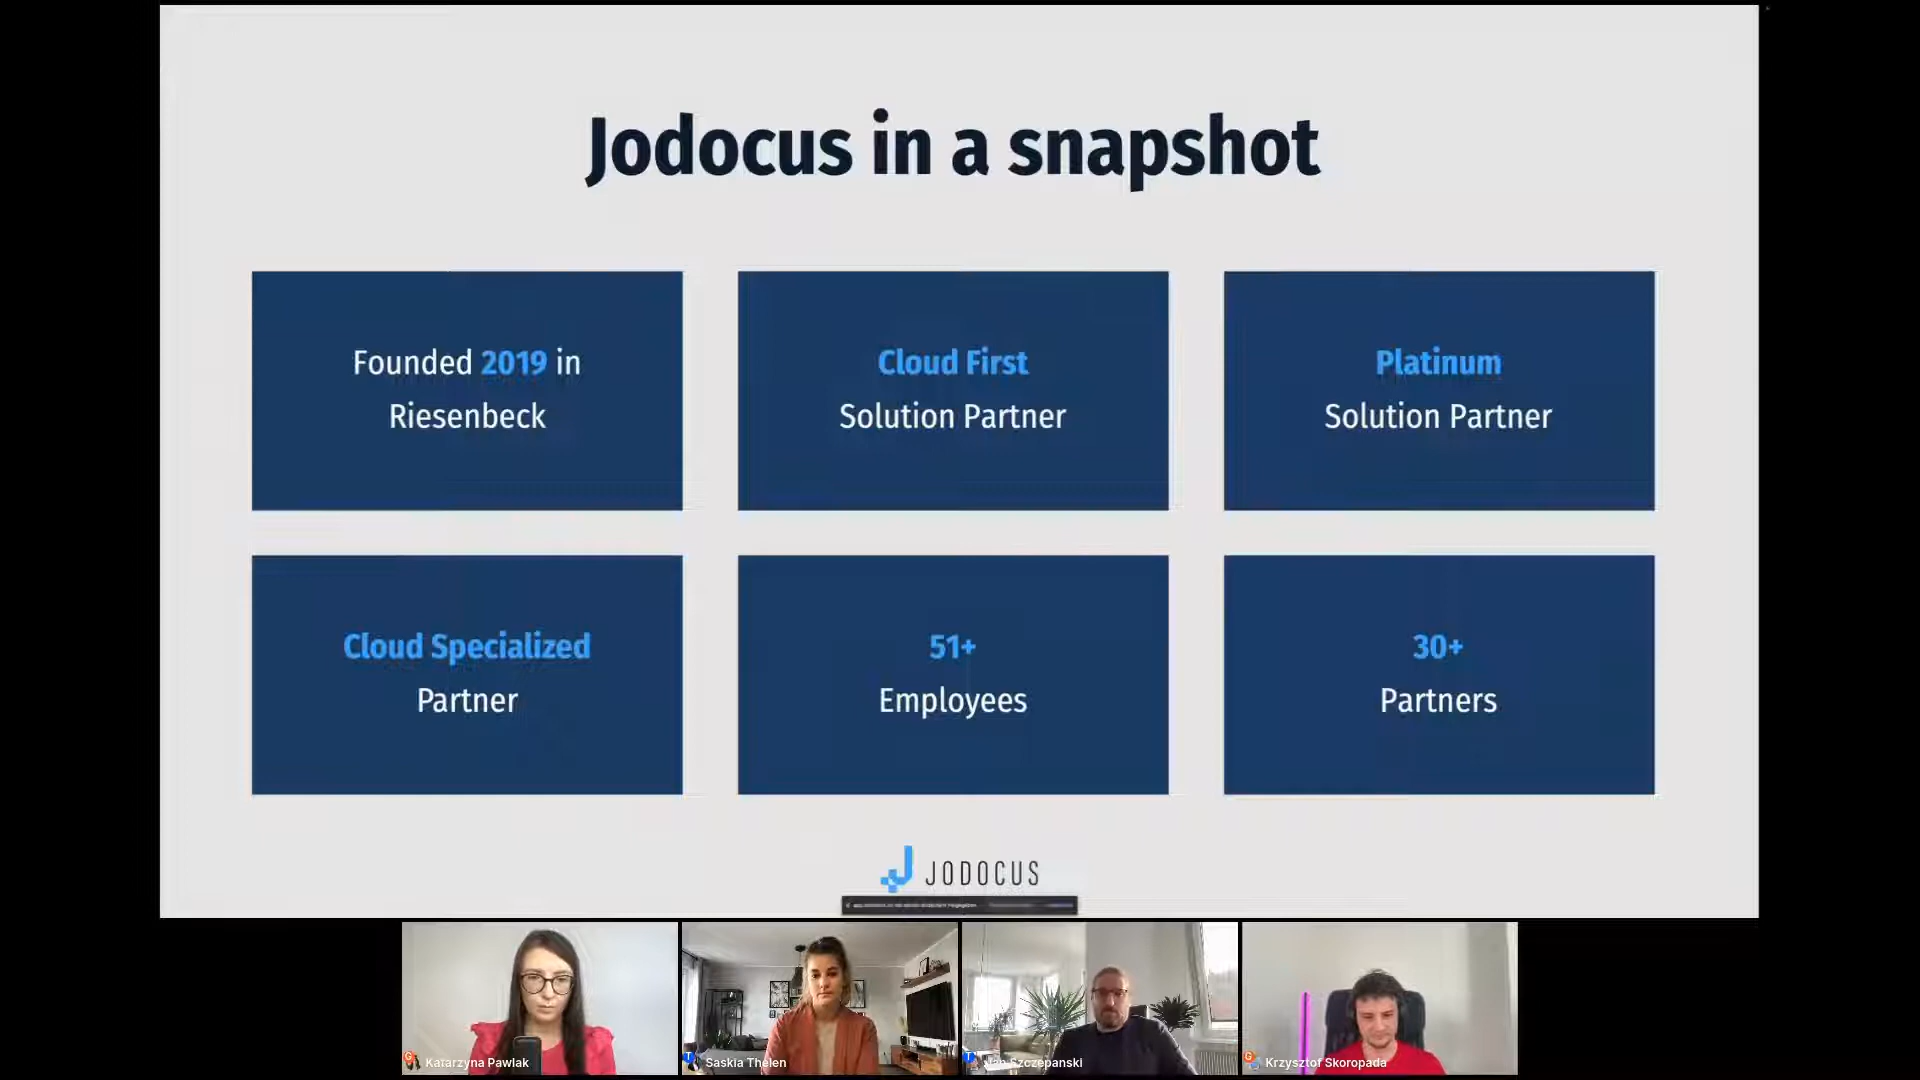 Jodocus in a snapshot
Founded 2019 in
Riesenbeck
Cloud First
Solution Partner
Platinum
Solution Partner
Cloud Specialized
Partner
51+
Employees
30+
Partners
JODOCUS
Katarzyna Pawlak
Saskia Thelen
Jan Szczepanski
Krzysztof Skoropada